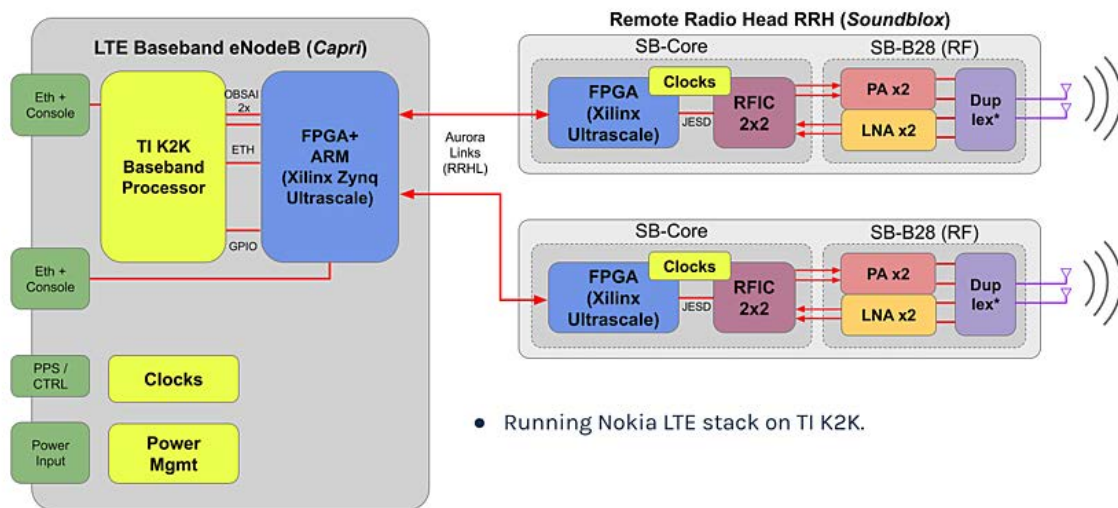 LTE Baseband eNodeB (Capri)
Eth +
Console
TI K2K
Baseband
Processor
OBSAI
2x
ETH
GPIO
FPGA+
ARM
(Xilinx Zynq
Ultrascale)
Eth +
Console
PPS /
CTRL
Clocks
Power
Input
Power
Mgmt
Aurora
Links
(RRHL)
Remote Radio Head RRH (Soundblox)
SB-Core
FPGA
(Xilinx
Ultrascale)
Clocks
JESD
RFIC
2x2
SB-B28 (RF)
PA x2
LNA x2
Dup
lex*
SB-Core
FPGA
(Xilinx
Ultrascale)
Clocks
JESD
RFIC
2x2
SB-B28 (RF)
PA x2
LNA x2
Dup
lex*
● Running Nokia LTE stack on TI K2K.